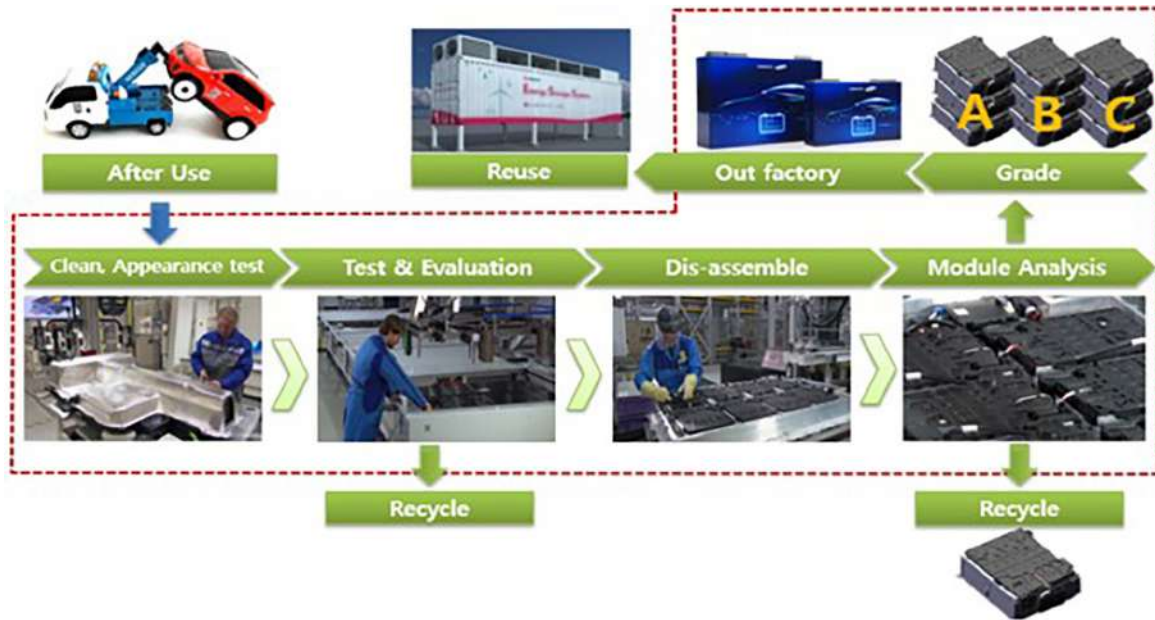 A B C
After Use
Reuse
Out factory
Grade
Clean, Appearance test
Test & Evaluation
Dis-assemble
Module Analysis
Recycle
Recycle